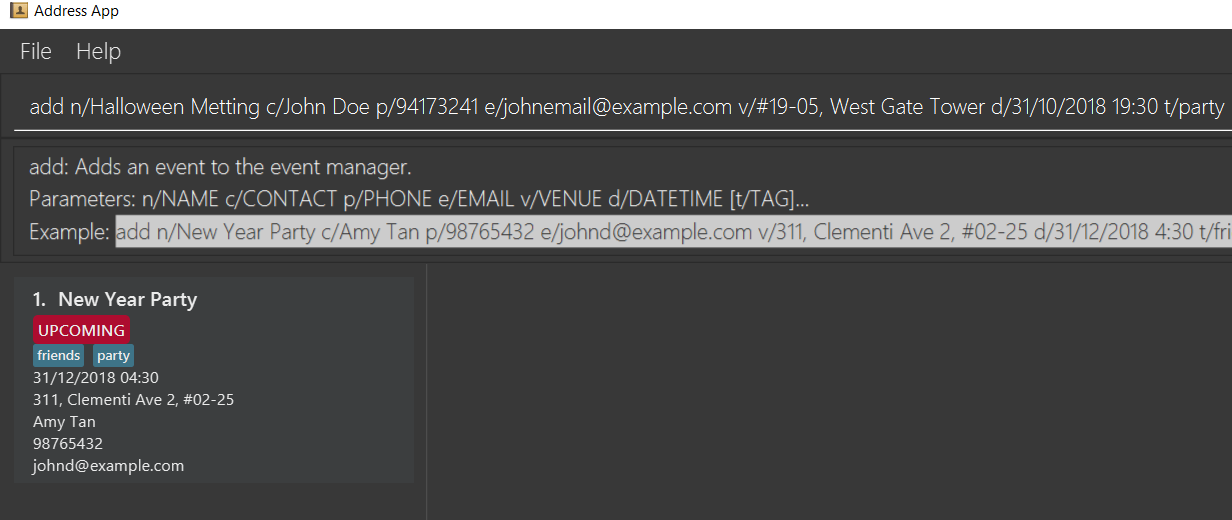 Address App
File Help
add n/Halloween Metting c/John Doe p/94173241 e/johnemail@example.com v/#19-05, West Gate Tower d/31/10/2018 19:30 t/party
add: Adds an event to the event manager.
Parameters: n/NAME c/CONTACT p/PHONE e/EMAIL v/VENUE d/DATETIME [t/TAG]...
Example: add n/New Year Party c/Amy Tan p/98765432 e/johnd@example.com v/311, Clementi Ave 2, #02-25 d/31/12/2018 4:30 t/fri
1. New Year Party
UPCOMING
friends party
31/12/2018 04:30
311, Clementi Ave 2, #02-25
Amy Tan
98765432
johnd@example.com